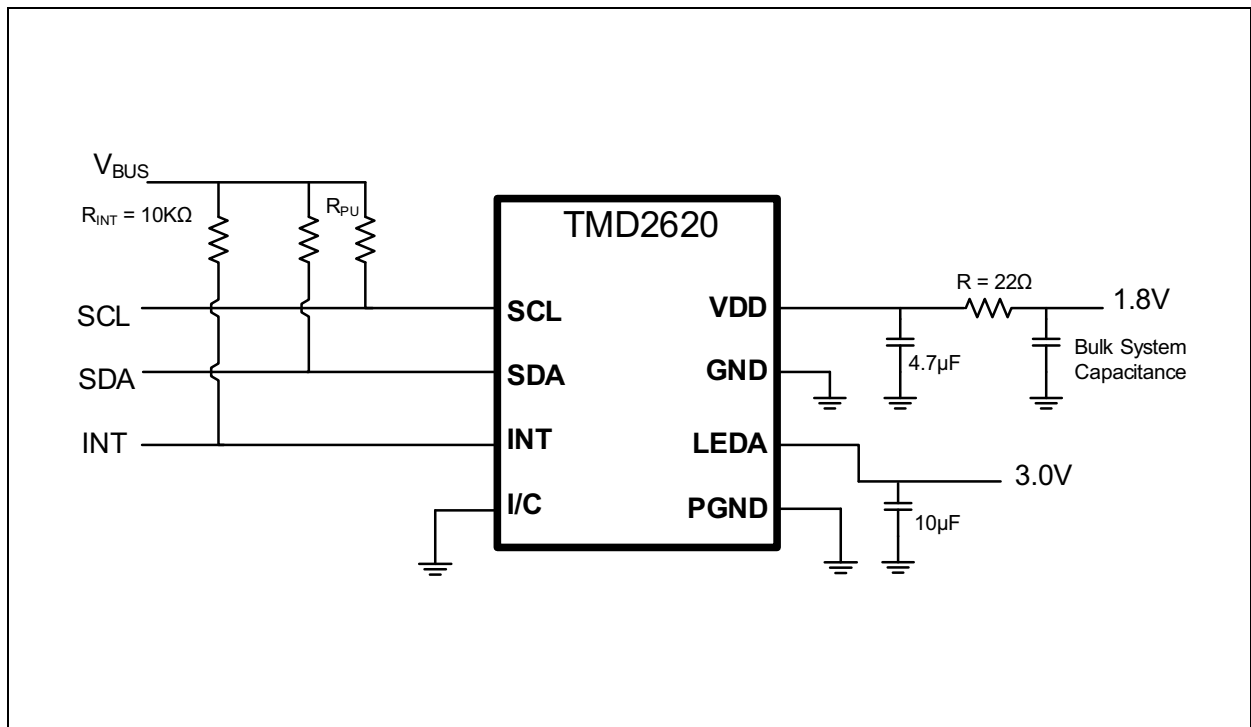 V_BUS
R_INT = 10KΩ
R_PU
TMD2620
SCL
SCL
VDD
R = 22Ω
1.8V
4.7µF
Bulk System
Capacitance
SDA
SDA
GND
INT
INT
LEDA
3.0V
I/C
PGND
10µF